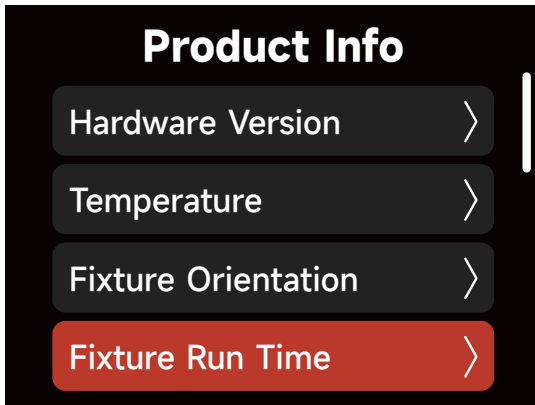 Product Info
Hardware Version
Temperature
Fixture Orientation
Fixture Run Time